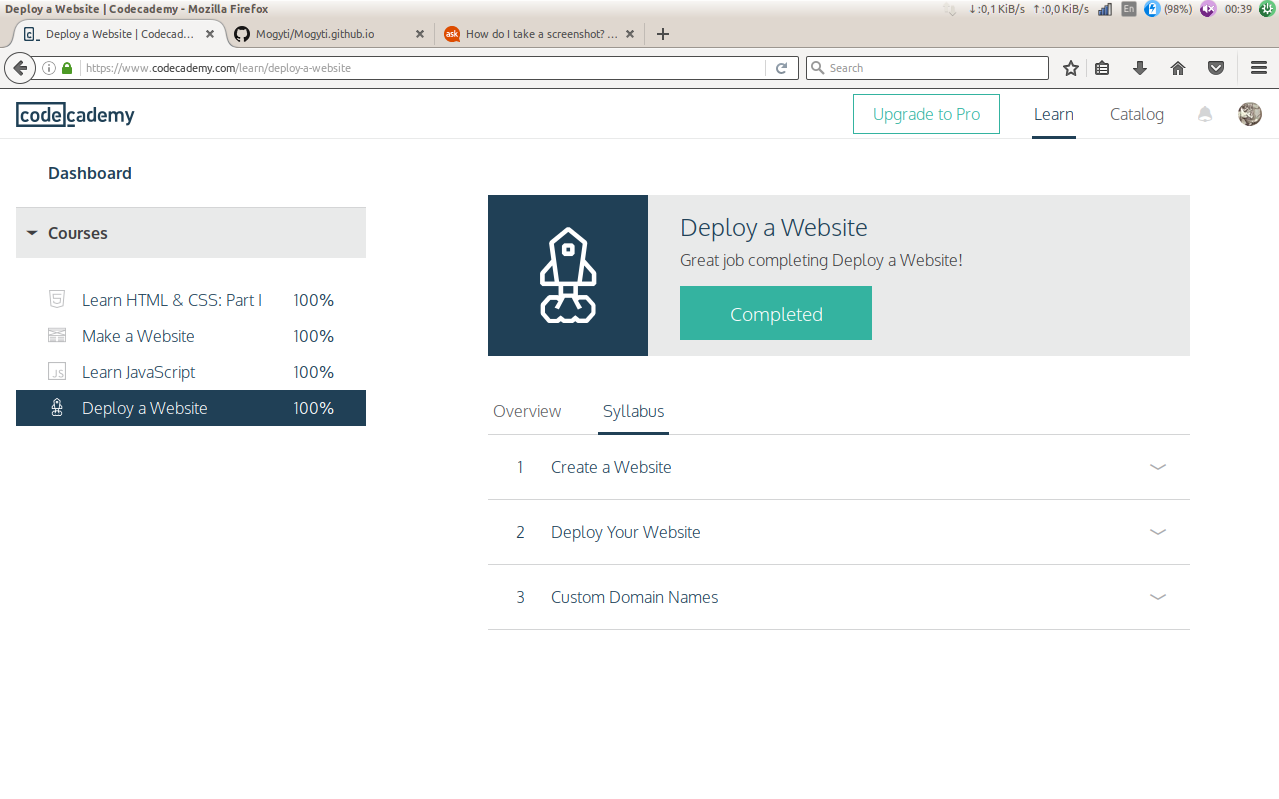 Deploy a Website | Codecademy - Mozilla Firefox
↓:0,1 KiB/s ↑:0,0 KiB/s En (98%) 00:39
Deploy a Website | Codecad...
Mogyti/Mogyti.github.io
ask How do I take a screenshot? ...
https://www.codecademy.com/learn/deploy-a-website
Search
codecademy
Upgrade to Pro
Learn
Catalog
Dashboard
Courses
5 Learn HTML & CSS: Part I 100%
Make a Website 100%
JS Learn JavaScript 100%
Deploy a Website 100%
Deploy a Website
Great job completing Deploy a Website!
Completed
Overview
Syllabus
1 Create a Website
2 Deploy Your Website
3 Custom Domain Names